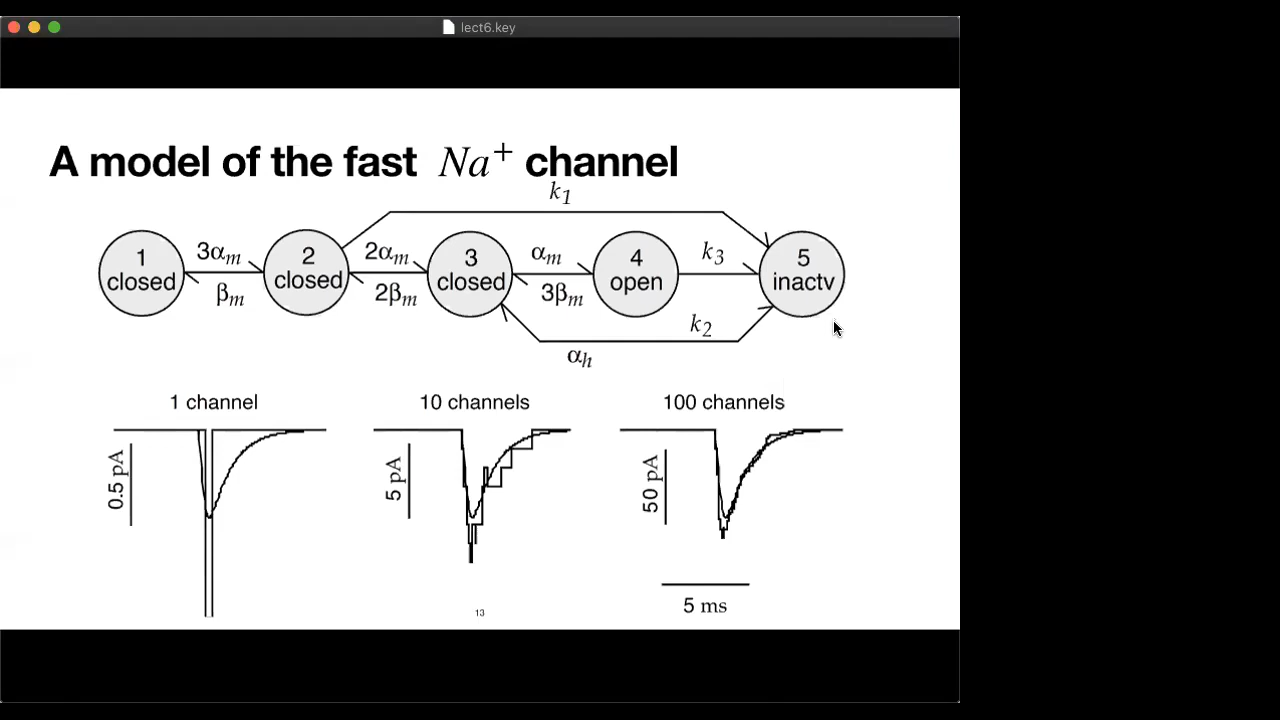 lect6.key
A model of the fast Na⁺ channel
k₁
1 closed
3αₘ
βₘ
2 closed
2αₘ
2βₘ
3 closed
αₘ
3βₘ
4 open
k₃
5 inactv
k₂
αₕ
1 channel
10 channels
100 channels
0.5 pA
5 pA
50 pA
5 ms
13